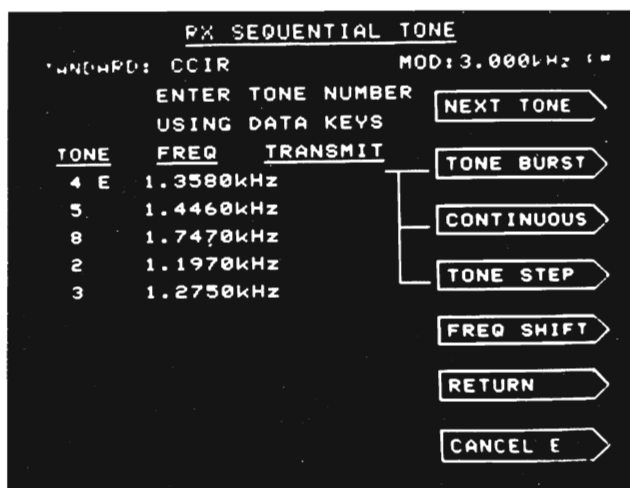 RX SEQUENTIAL TONE
TANDARD: CCIR MOD:3.000kHz
ENTER TONE NUMBER
USING DATA KEYS
NEXT TONE
TONE FREQ TRANSMIT
TONE BURST
4 E 1.3580kHz
5 1.4460kHz
CONTINUOUS
8 1.7470kHz
2 1.1970kHz
TONE STEP
3 1.2750kHz
FREQ SHIFT
RETURN
CANCEL E